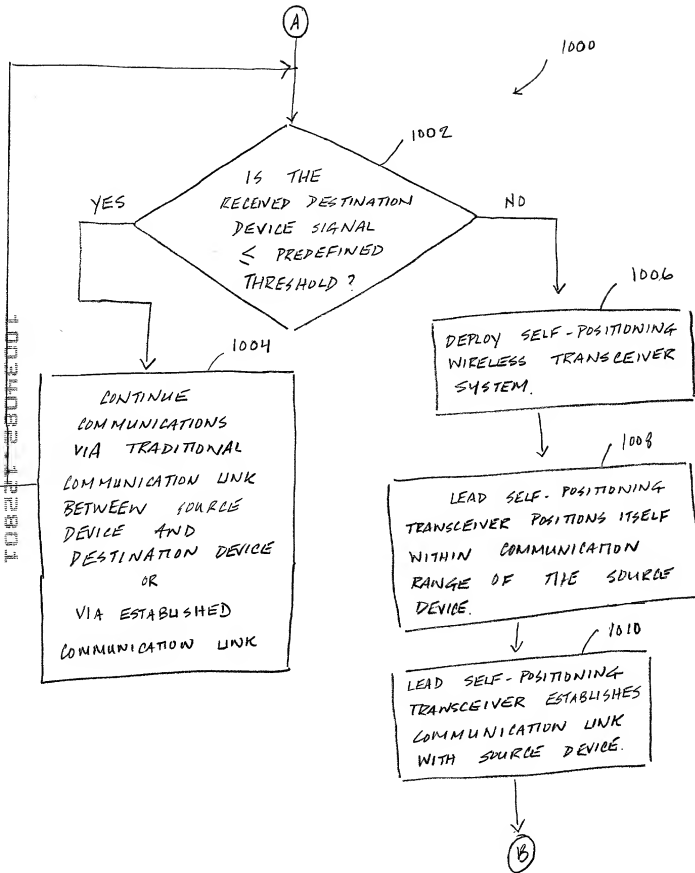 A
1000
1002
IS THE
RECEIVED DESTINATION
DEVICE SIGNAL
≤ PREDEFINED
THRESHOLD ?
YES
NO
1004
CONTINUE
COMMUNICATIONS
VIA TRADITIONAL
COMMUNICATION LINK
BETWEEN SOURCE
DEVICE AND
DESTINATION DEVICE
OR
VIA ESTABLISHED
COMMUNICATION LINK
1006
DEPLOY SELF-POSITIONING
WIRELESS TRANSCEIVER
SYSTEM.
1008
LEAD SELF-POSITIONING
TRANSCEIVER POSITIONS ITSELF
WITHIN COMMUNICATION
RANGE OF THE SOURCE
DEVICE.
1010
LEAD SELF-POSITIONING
TRANSCEIVER ESTABLISHES
COMMUNICATION LINK
WITH SOURCE DEVICE.
B
10034082.122801